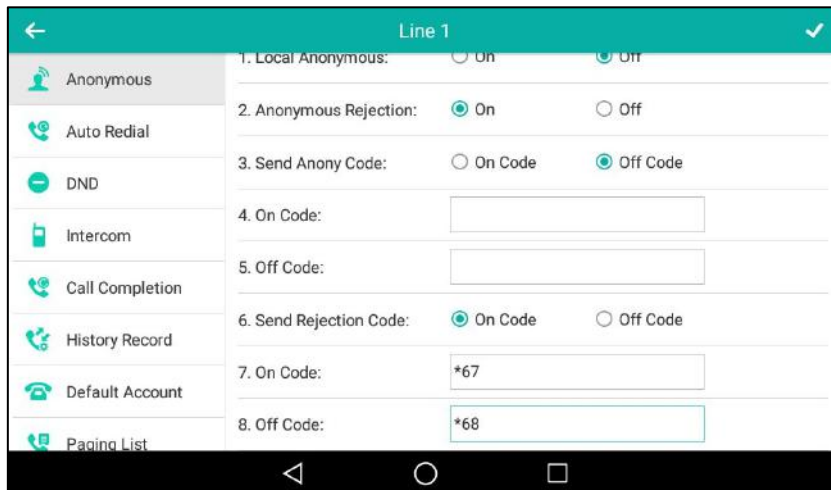 Line 1
Anonymous
Auto Redial
DND
Intercom
Call Completion
History Record
Default Account
Paging List
1. Local Anonymous: On Off
2. Anonymous Rejection: On Off
3. Send Anony Code: On Code Off Code
4. On Code:
5. Off Code:
6. Send Rejection Code: On Code Off Code
7. On Code: *67
8. Off Code: *68